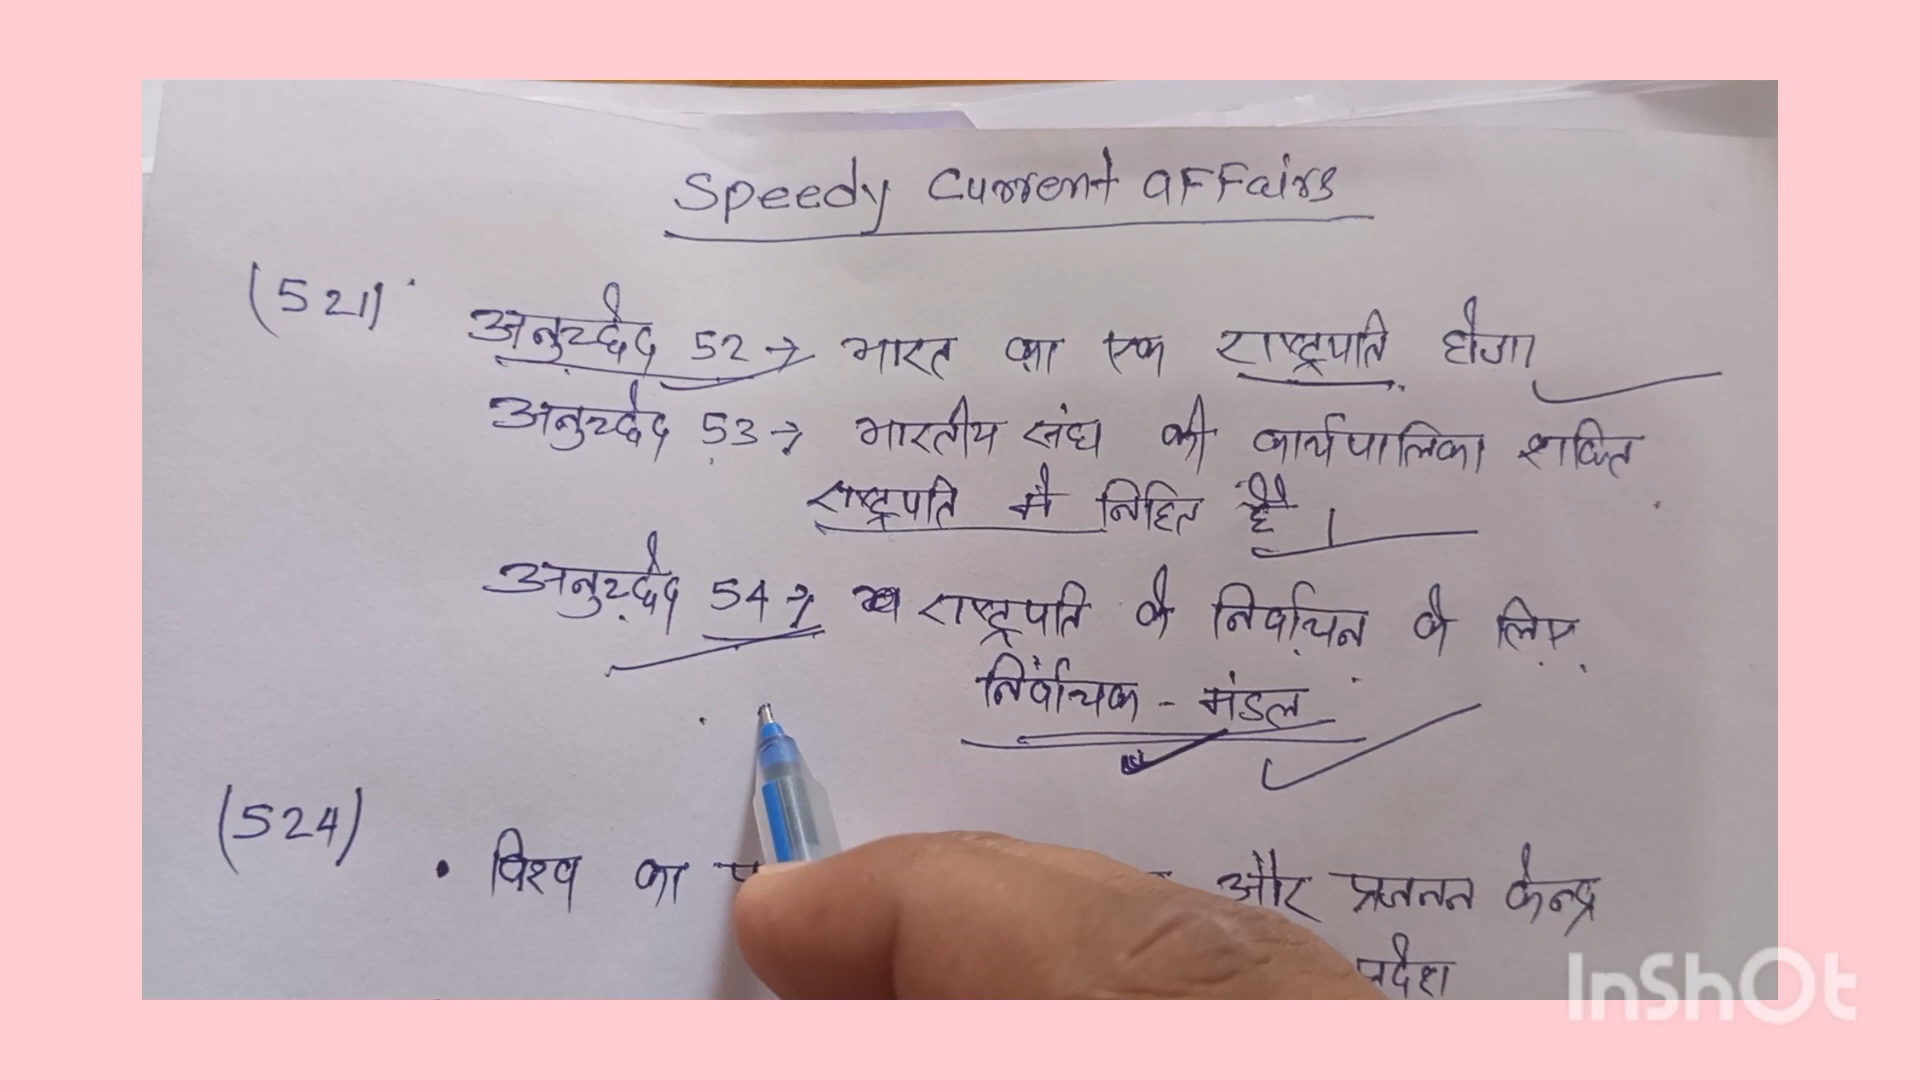 Speedy Current affairs
(521) अनुच्छेद 52 → भारत का एक राष्ट्रपति होगा
अनुच्छेद 53 → भारतीय संघ की कार्यपालिका शक्ति
राष्ट्रपति में निहित है ।
अनुच्छेद 54 → राष्ट्रपति के निर्वाचन के लिए
निर्वाचक - मंडल
(524)
• विश्व का और प्रजनन केन्द्र
प्रदेश
InShOt